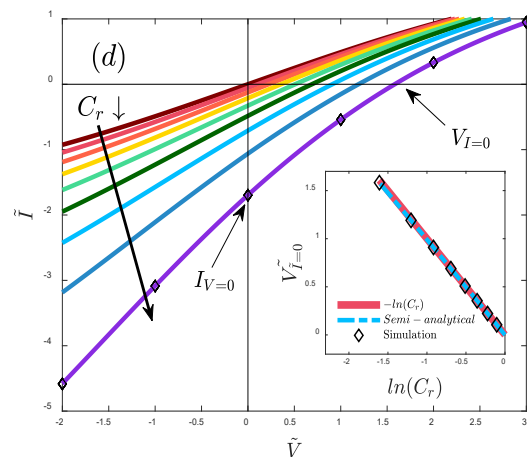 (d)
C_r ↓
V_{I=0}
I_{V=0}
1
0
-1
-2
-3
-4
-5
-2
-1.5
-1
-0.5
0
0.5
1
1.5
2
2.5
3
Ĩ
Ṽ
1.5
1
0.5
0
-2
-1.5
-1
-0.5
0
Ṽ_{Ĩ=0}
ln(C_r)
−ln(C_r)
Semi − analytical
Simulation